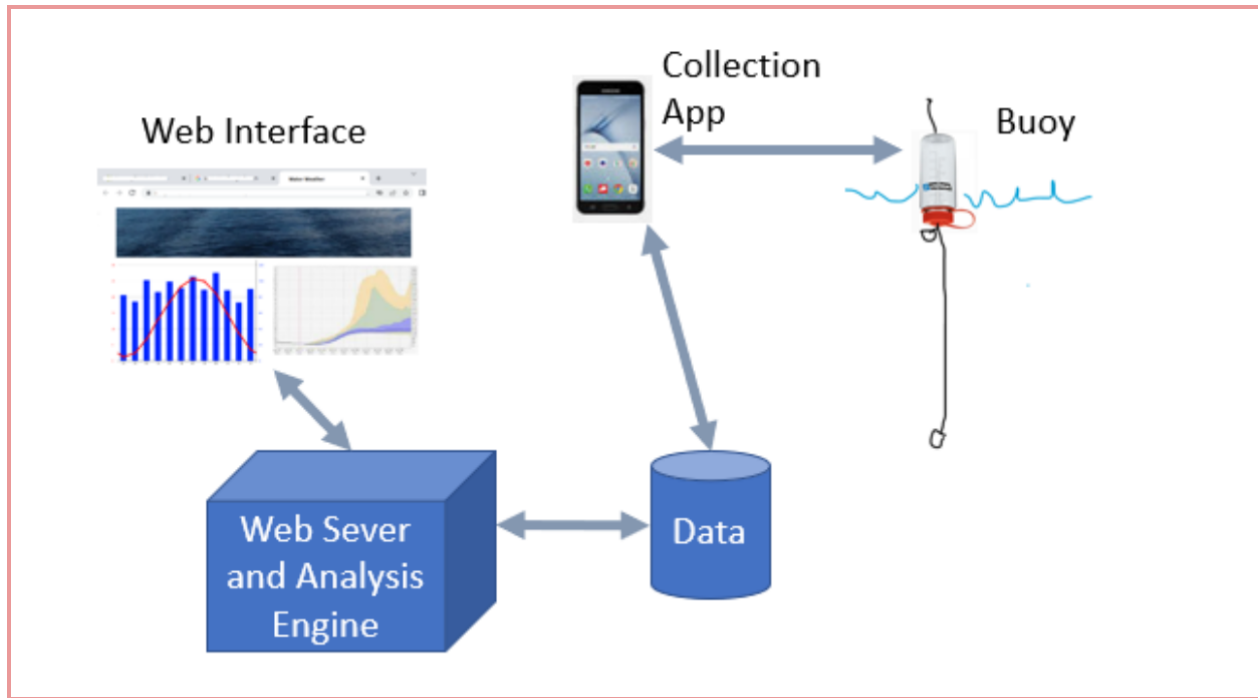 Collection
App
Web Interface
Buoy
Web Sever
and Analysis
Engine
Data